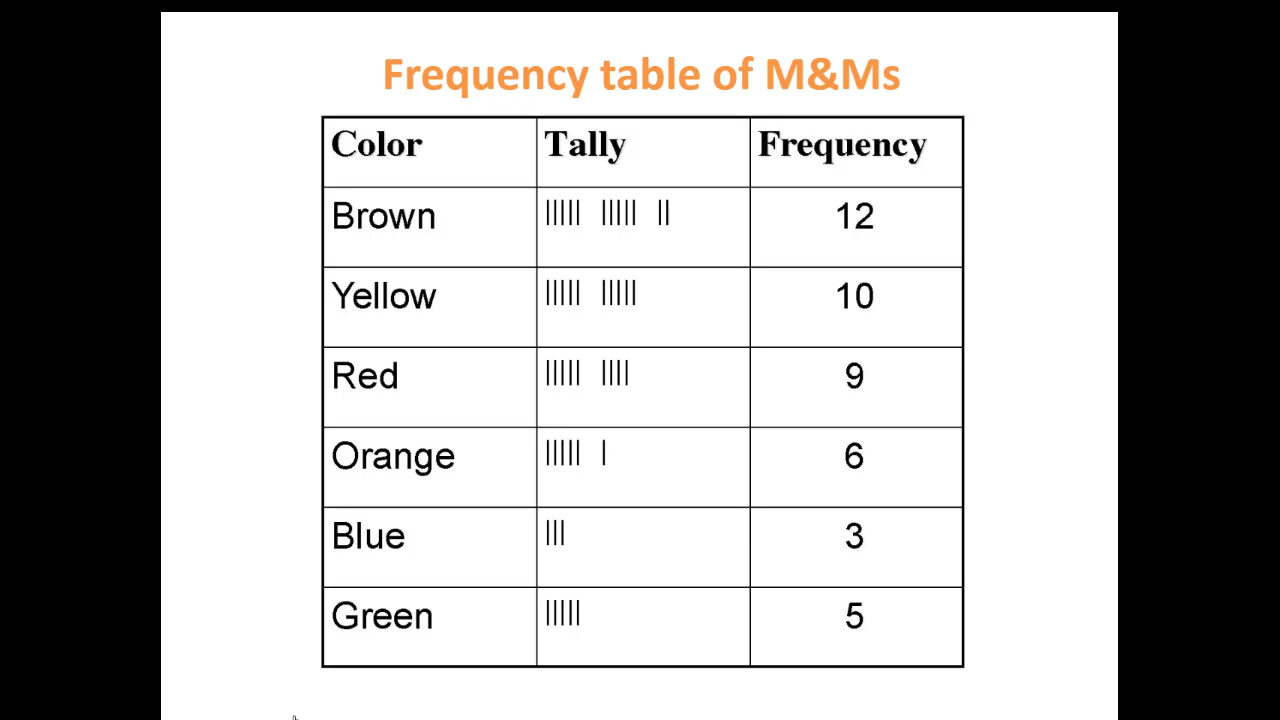 Frequency table of M&Ms
Color Tally Frequency
Brown ||||| ||||| || 12
Yellow ||||| ||||| 10
Red ||||| |||| 9
Orange ||||| | 6
Blue ||| 3
Green ||||| 5